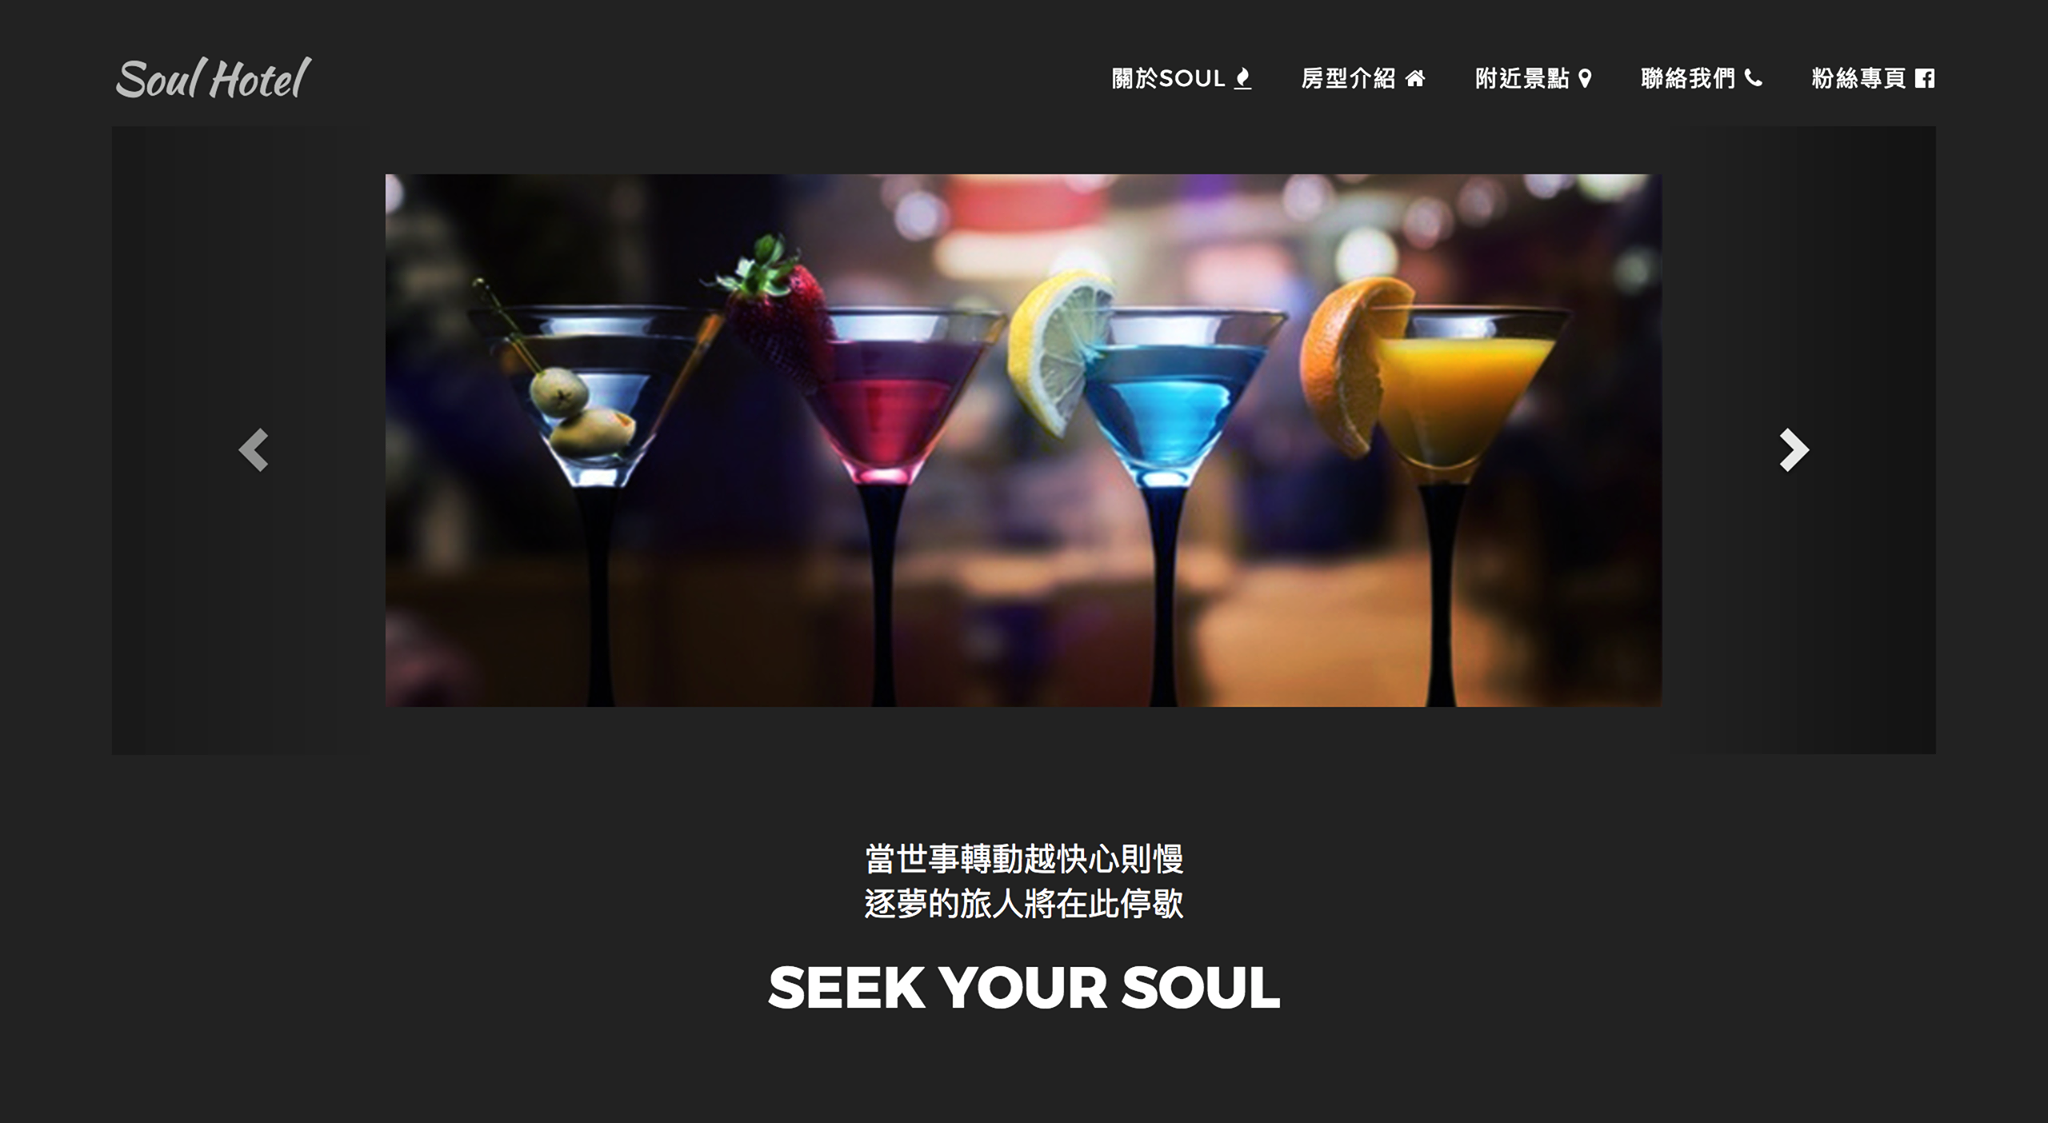 Soul Hotel
關於SOUL
房型介紹
附近景點
聯絡我們
粉絲專頁
當世事轉動越快心則慢
逐夢的旅人將在此停歇
SEEK YOUR SOUL